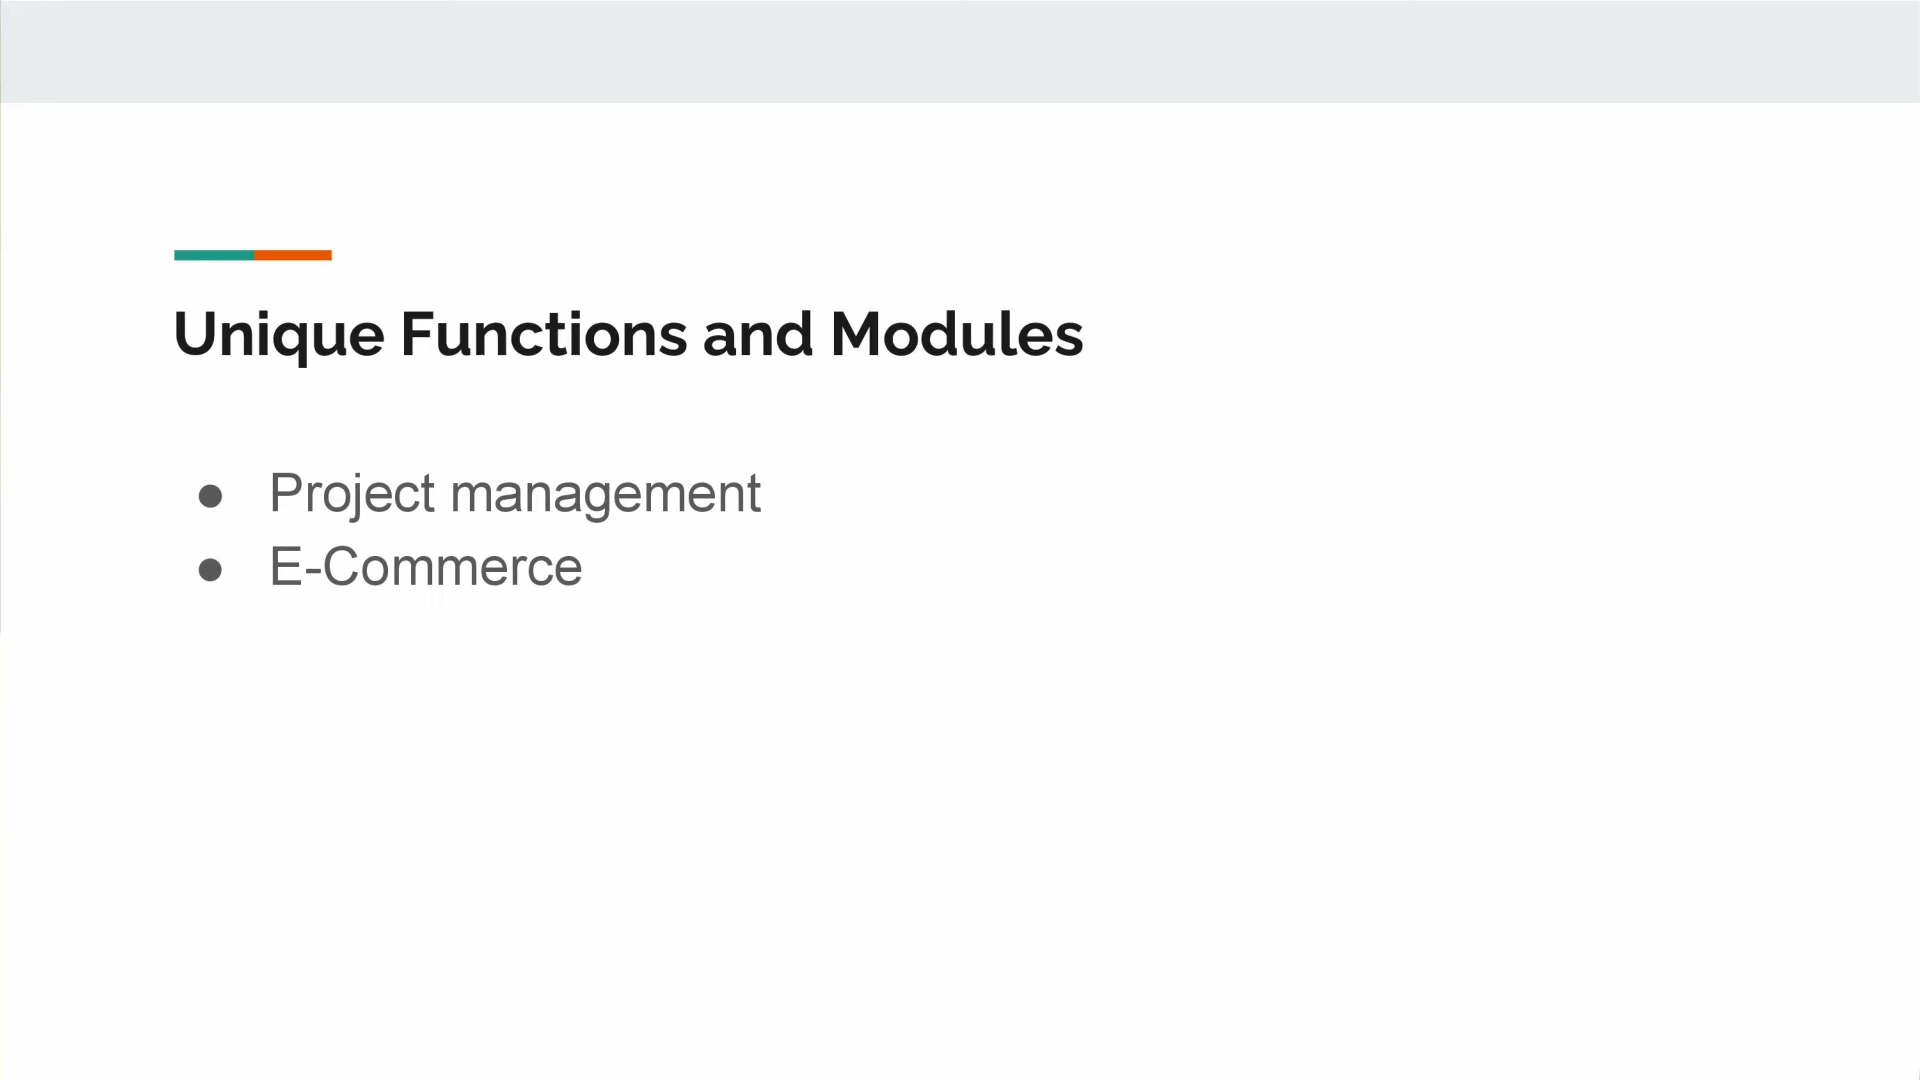 Unique Functions and Modules
● Project management
● E-Commerce